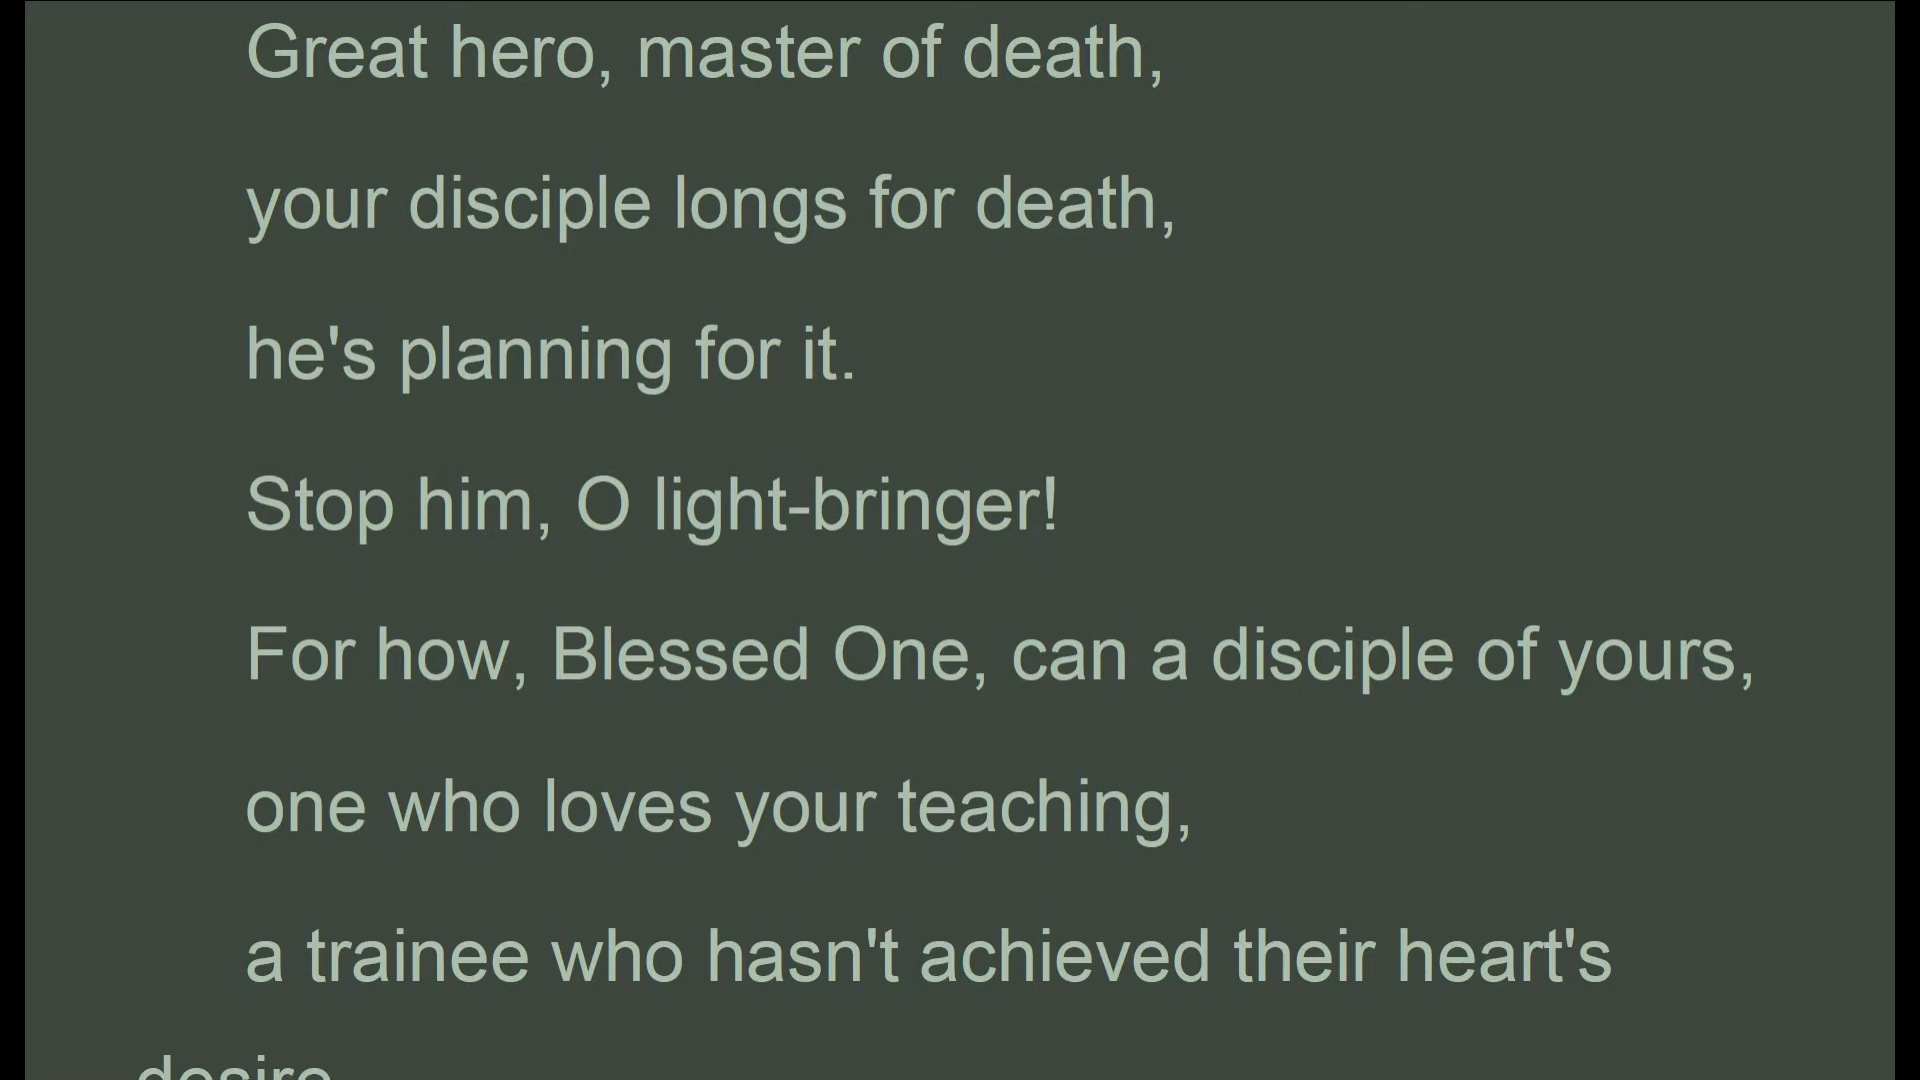 Great hero, master of death,
your disciple longs for death,
he's planning for it.
Stop him, O light-bringer!
For how, Blessed One, can a disciple of yours,
one who loves your teaching,
a trainee who hasn't achieved their heart's
desire